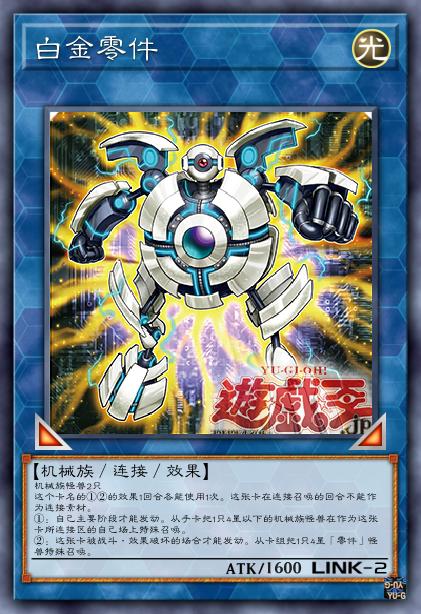 白金零件
光
YU-GI-OH!
遊戯王
.jp
【机械族／连接／效果】
机械族怪兽2只
这个卡名的①②的效果1回合各能使用1次。这张卡在连接召唤的回合不能作
为连接素材。
①：自己主要阶段才能发动。从手卡把1只4星以下的机械族怪兽在作为这张
卡所连接区的自己场上特殊召唤。
②：这张卡被战斗·效果破坏的场合才能发动。从卡组把1只4星「零件」怪
兽特殊召唤。
ATK/1600 LINK-2